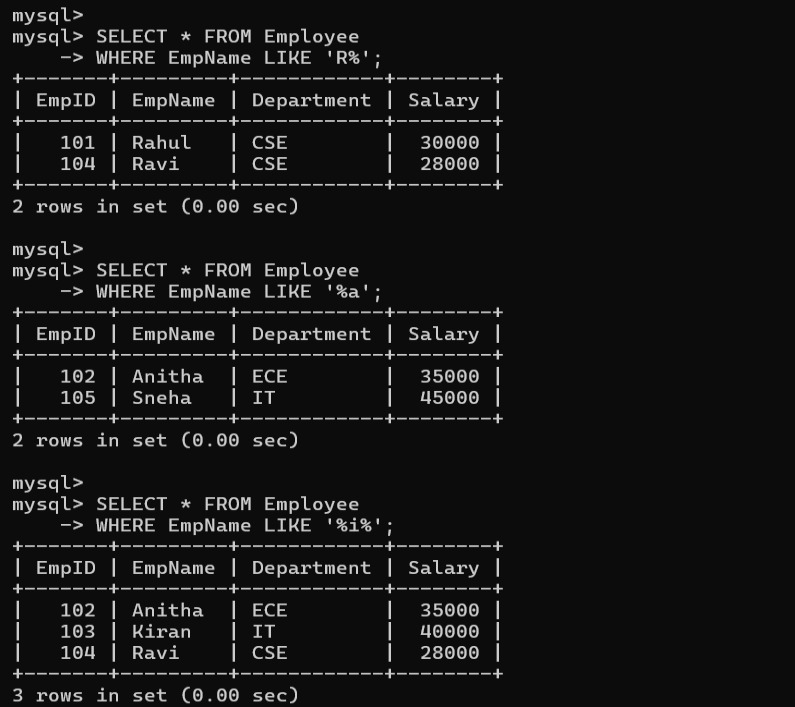 mysql>
mysql> SELECT * FROM Employee
    -> WHERE EmpName LIKE 'R%';
+-------+---------+------------+--------+
| EmpID | EmpName | Department | Salary |
+-------+---------+------------+--------+
|   101 | Rahul   | CSE        |  30000 |
|   104 | Ravi    | CSE        |  28000 |
+-------+---------+------------+--------+
2 rows in set (0.00 sec)

mysql>
mysql> SELECT * FROM Employee
    -> WHERE EmpName LIKE '%a';
+-------+---------+------------+--------+
| EmpID | EmpName | Department | Salary |
+-------+---------+------------+--------+
|   102 | Anitha  | ECE        |  35000 |
|   105 | Sneha   | IT         |  45000 |
+-------+---------+------------+--------+
2 rows in set (0.00 sec)

mysql>
mysql> SELECT * FROM Employee
    -> WHERE EmpName LIKE '%i%';
+-------+---------+------------+--------+
| EmpID | EmpName | Department | Salary |
+-------+---------+------------+--------+
|   102 | Anitha  | ECE        |  35000 |
|   103 | Kiran   | IT         |  40000 |
|   104 | Ravi    | CSE        |  28000 |
+-------+---------+------------+--------+
3 rows in set (0.00 sec)